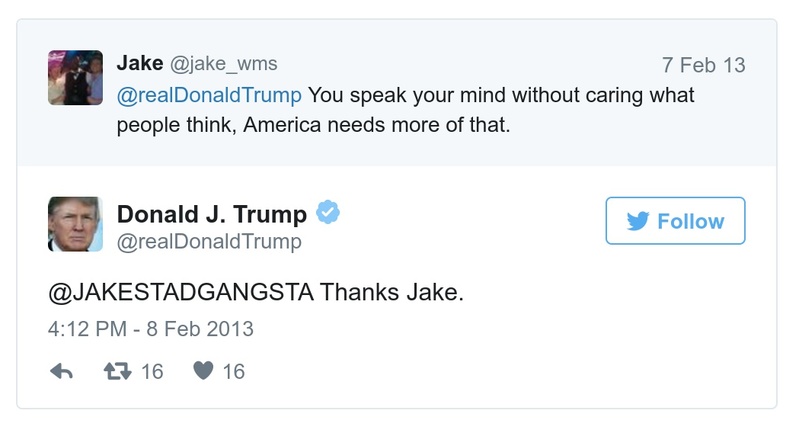 Jake @jake_wms 7 Feb 13
@realDonaldTrump You speak your mind without caring what
people think, America needs more of that.
Donald J. Trump
@realDonaldTrump
Follow
@JAKESTADGANGSTA Thanks Jake.
4:12 PM - 8 Feb 2013
16 16